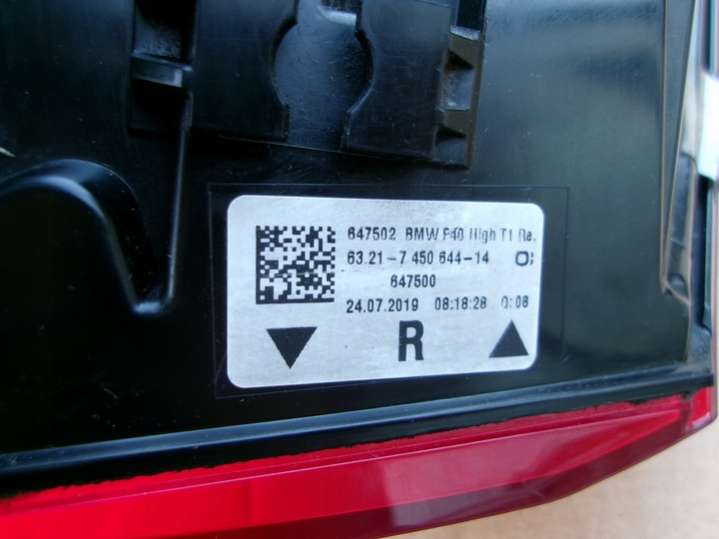 647502 BMW F40 High T1 Re.
63.21-7 450 644-14
647500
24.07.2019 08:18:28 0:08
R